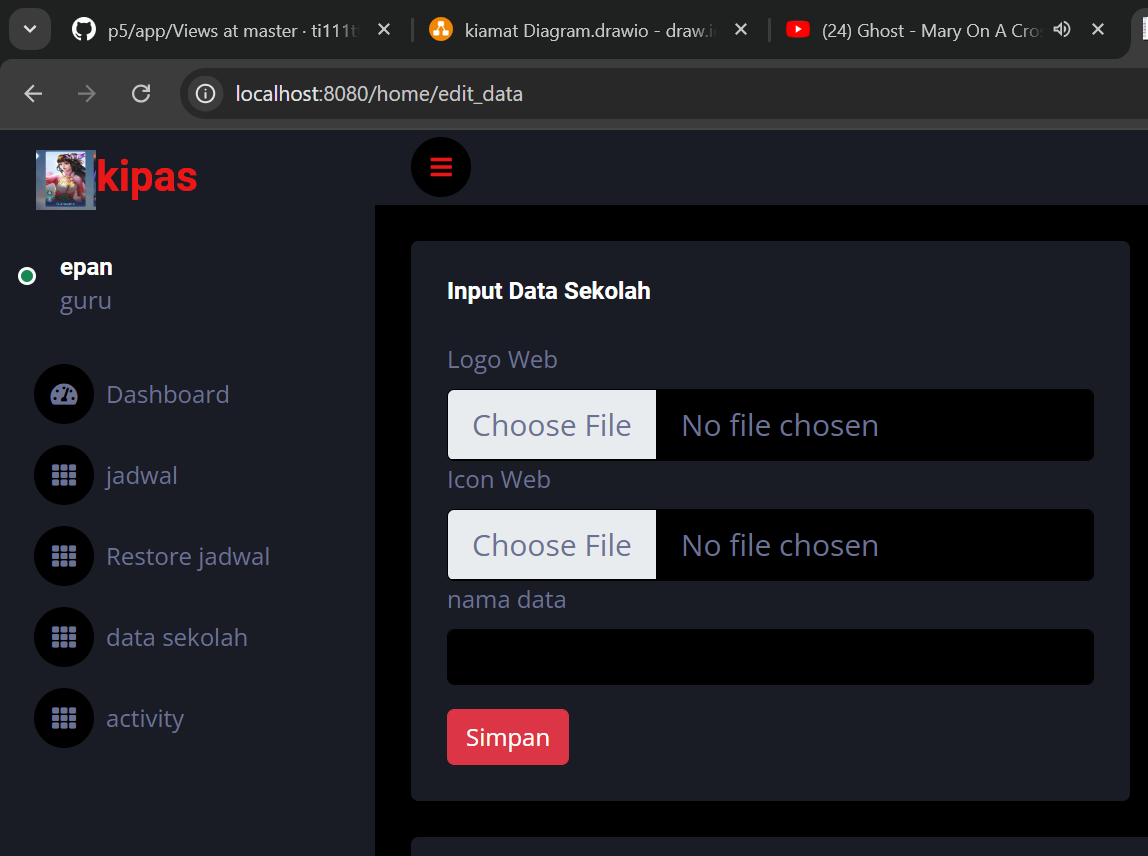 p5/app/Views at master · ti111t
kiamat Diagram.drawio - draw.i
(24) Ghost - Mary On A Cro
localhost:8080/home/edit_data
kipas
epan
guru
Dashboard
jadwal
Restore jadwal
data sekolah
activity
Input Data Sekolah
Logo Web
Choose File No file chosen
Icon Web
Choose File No file chosen
nama data
Simpan